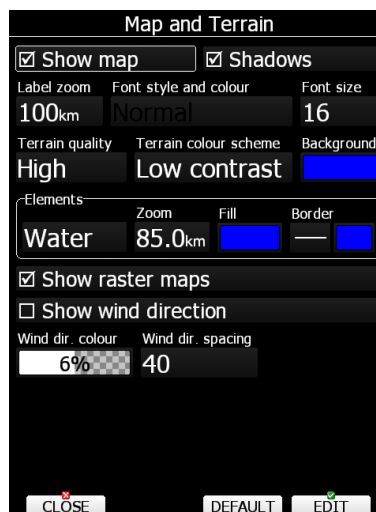 Map and Terrain
Show map Shadows
Label zoom Font style and colour Font size
100km Normal 16
Terrain quality Terrain colour scheme Background
High Low contrast
Elements
Zoom Fill Border
Water 85.0km
Show raster maps
Show wind direction
Wind dir. colour Wind dir. spacing
6% 40
CLOSE DEFAULT EDIT